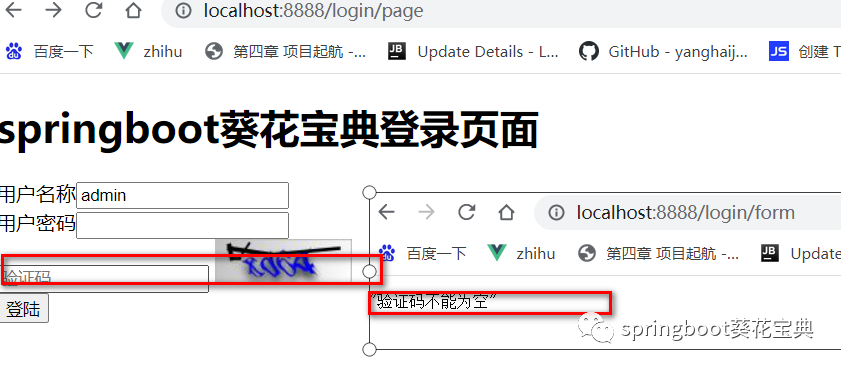 localhost:8888/login/page
百度一下 zhihu 第四章 项目起航 -... Update Details - L... GitHub - yanghaij... 创建 T
springboot葵花宝典登录页面
用户名称 admin
用户密码
验证码
登陆
localhost:8888/login/form
百度一下 zhihu 第四章 项目起航 -... Update
"验证码不能为空"
springboot葵花宝典